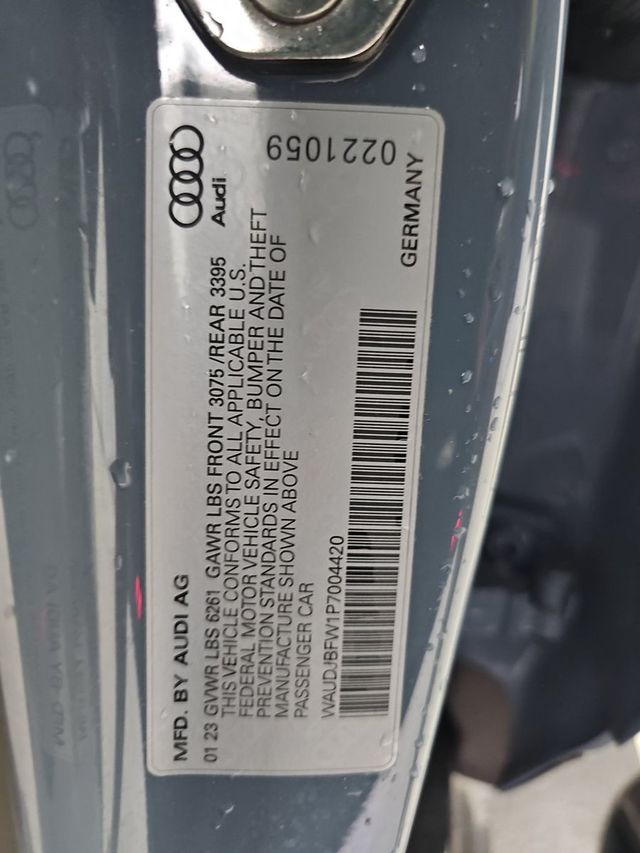 MFD. BY AUDI AG
Audi
01 23 GVWR LBS 6261 GAWR LBS FRONT 3075 /REAR 3395
THIS VEHICLE CONFORMS TO ALL APPLICABLE U.S.
FEDERAL MOTOR VEHICLE SAFETY, BUMPER AND THEFT
PREVENTION STANDARDS IN EFFECT ON THE DATE OF
MANUFACTURE SHOWN ABOVE
PASSENGER CAR
0221059
WAUDJBFW1P7004420
GERMANY